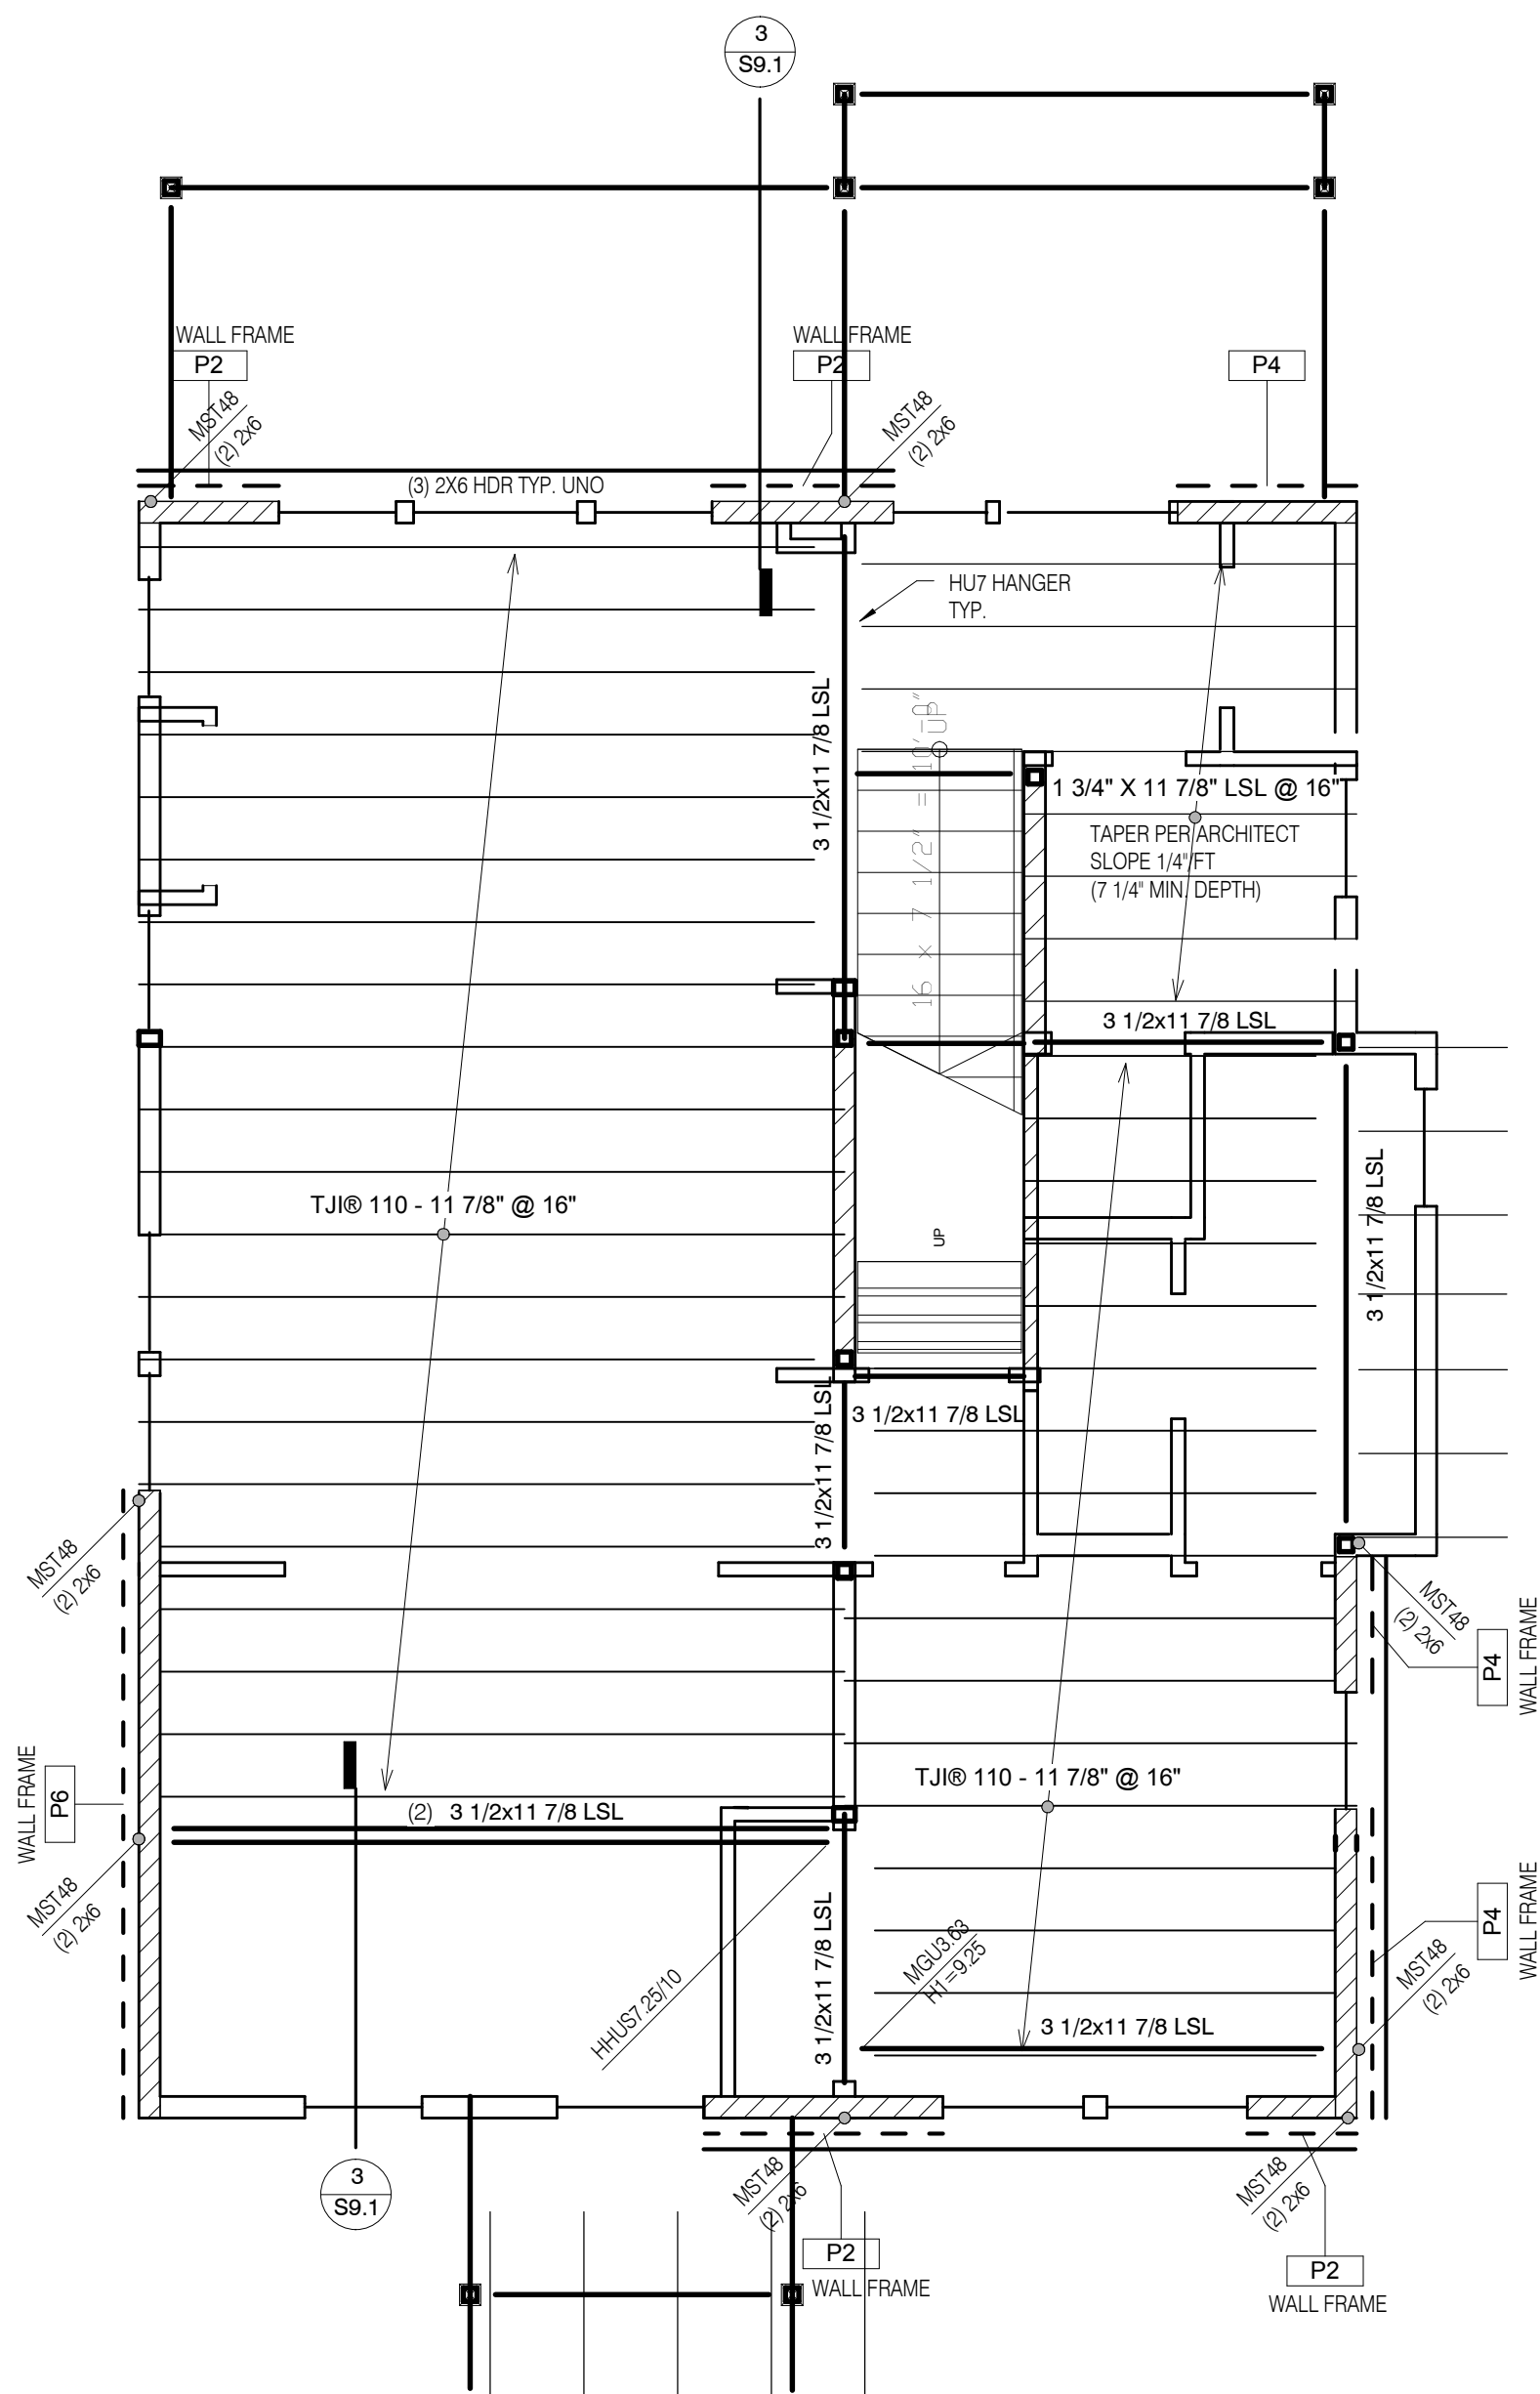 3
S9.1
WALL FRAME
P2
MST48
(2) 2x6
WALL FRAME
P2
MST48
(2) 2x6
P4
(3) 2X6 HDR TYP. UNO
HU7 HANGER
TYP.
3 1/2x11 7/8 LSL
UP
16 x 7 1/2" = 10'-0"
1 3/4" X 11 7/8" LSL @ 16"
TAPER PER ARCHITECT
SLOPE 1/4"/FT
(7 1/4" MIN. DEPTH)
3 1/2x11 7/8 LSL
3 1/2x11 7/8 LSL
TJI® 110 - 11 7/8" @ 16"
UP
3 1/2x11 7/8 LSL
3 1/2x11 7/8 LSL
MST48
(2) 2x6
MST48
(2) 2x6
P4
WALL FRAME
WALL FRAME
P6
MST48
(2) 2x6
(2) 3 1/2x11 7/8 LSL
TJI® 110 - 11 7/8" @ 16"
3 1/2x11 7/8 LSL
HHUS7.25/10
MGU3.63
H1=9.25
3 1/2x11 7/8 LSL
P4
WALL FRAME
MST48
(2) 2x6
3
S9.1
MST48
(2) 2x6
P2
WALL FRAME
MST48
(2) 2x6
P2
WALL FRAME